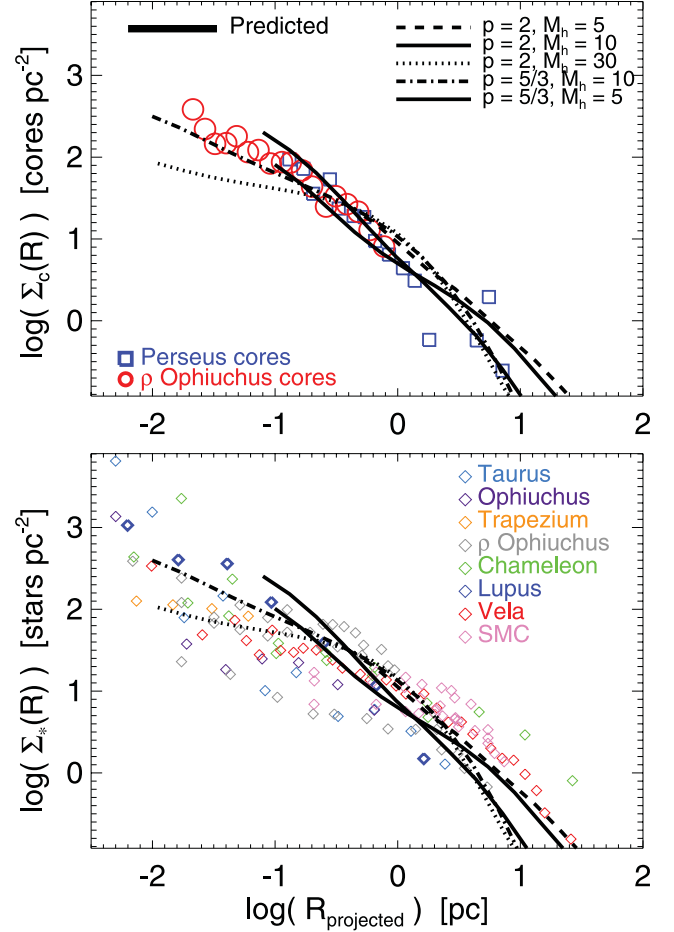 Predicted
p = 2, M_h = 5
p = 2, M_h = 10
p = 2, M_h = 30
p = 5/3, M_h = 10
p = 5/3, M_h = 5
log( Σ_c(R) ) [cores pc^-2]
3
2
1
0
Perseus cores
ρ Ophiuchus cores
-2 -1 0 1 2
log( Σ_*(R) ) [stars pc^-2]
3
2
1
0
Taurus
Ophiuchus
Trapezium
ρ Ophiuchus
Chameleon
Lupus
Vela
SMC
-2 -1 0 1 2
log( R_projected ) [pc]